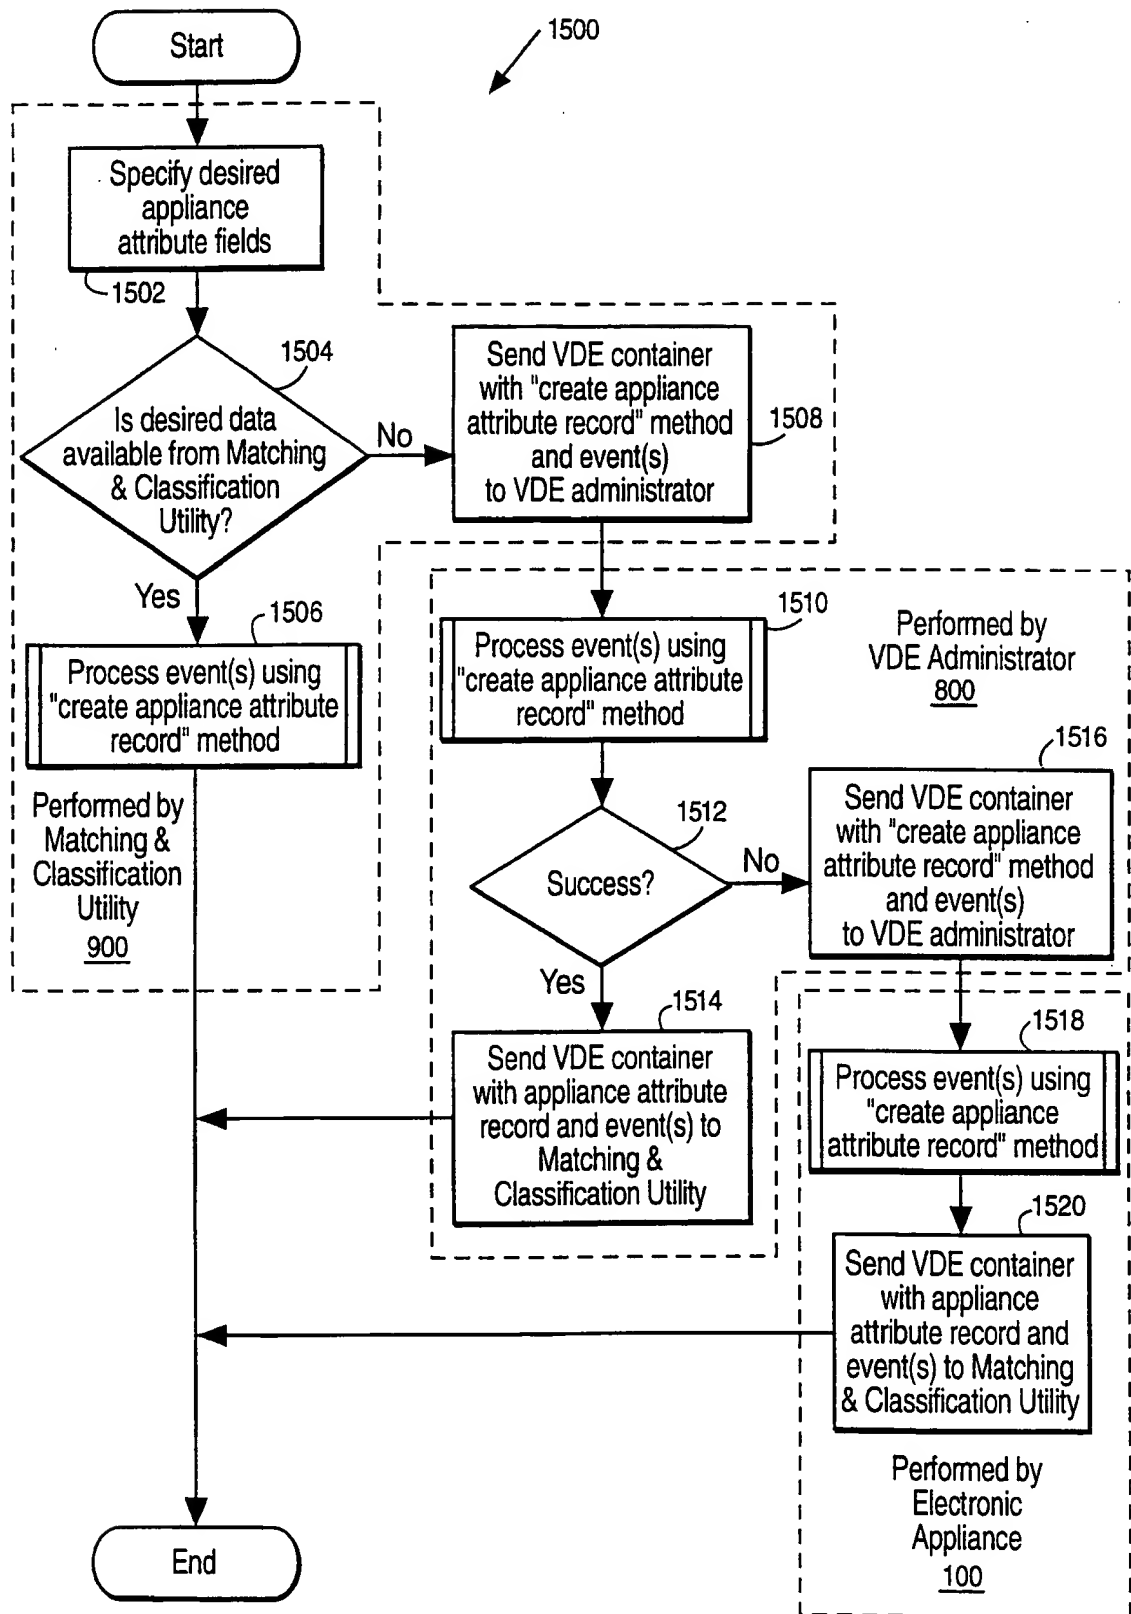 Start
1500
Specify desired
appliance
attribute fields
1502
1504
Is desired data
available from Matching
& Classification
Utility?
No
Send VDE container
with "create appliance
attribute record" method
and event(s)
to VDE administrator
1508
Yes
1506
Process event(s) using
"create appliance attribute
record" method
Performed by
Matching &
Classification
Utility
900
1510
Process event(s) using
"create appliance attribute
record" method
Performed by
VDE Administrator
800
1512
Success?
No
1516
Send VDE container
with "create appliance
attribute record" method
and event(s)
to VDE administrator
Yes
1514
Send VDE container
with appliance attribute
record and event(s) to
Matching &
Classification Utility
1518
Process event(s) using
"create appliance
attribute record" method
1520
Send VDE container
with appliance
attribute record and
event(s) to Matching
& Classification Utility
Performed by
Electronic
Appliance
100
End